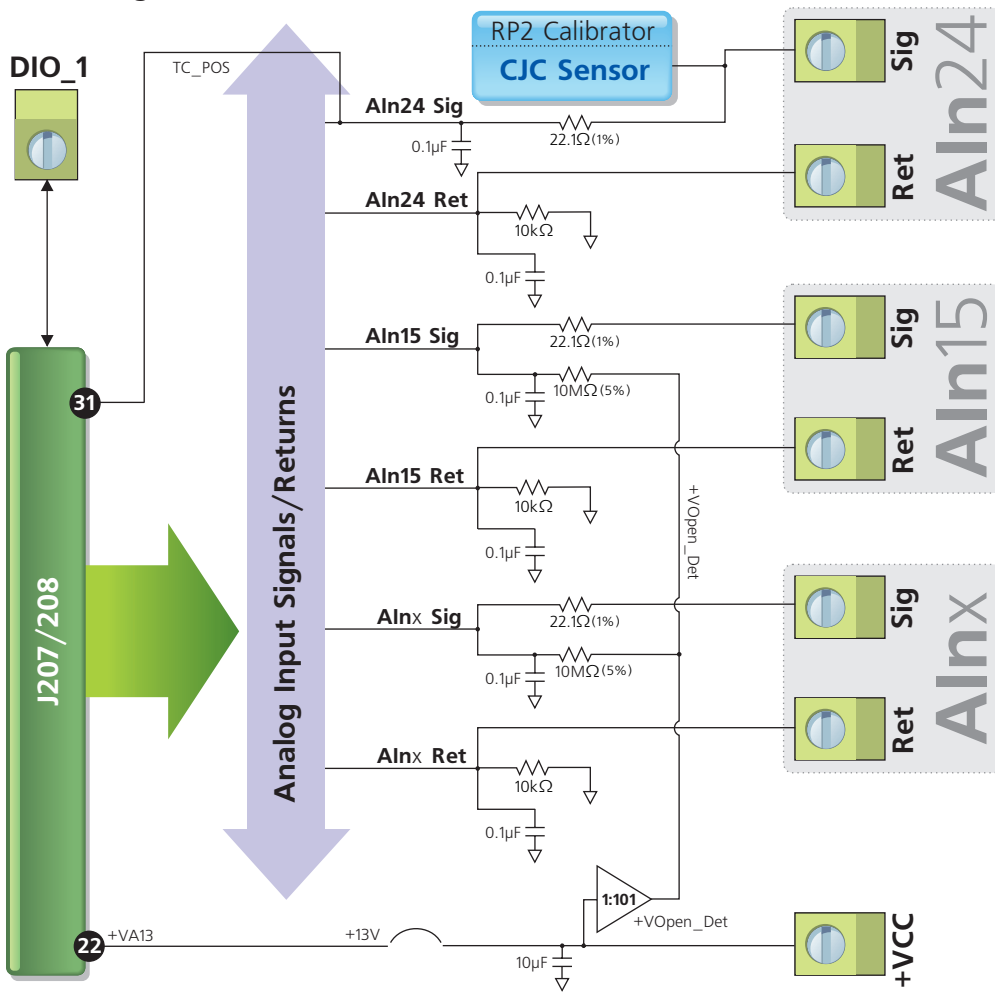 RP2 Calibrator
CJC Sensor
Sig
AIn24
DIO_1
TC_POS
AIn24 Sig
22.1Ω(1%)
0.1µF
Ret
AIn24 Ret
10kΩ
0.1µF
Sig
AIn15
AIn15 Sig
22.1Ω(1%)
10MΩ(5%)
0.1µF
31
Analog Input Signals/Returns
Ret
AIn15 Ret
10kΩ
+VOpen_Det
0.1µF
J207/208
Sig
AInx
AInx Sig
22.1Ω(1%)
10MΩ(5%)
0.1µF
Ret
AInx Ret
10kΩ
0.1µF
1:101
+VOpen_Det
22
+VA13
+13V
10µF
+VCC